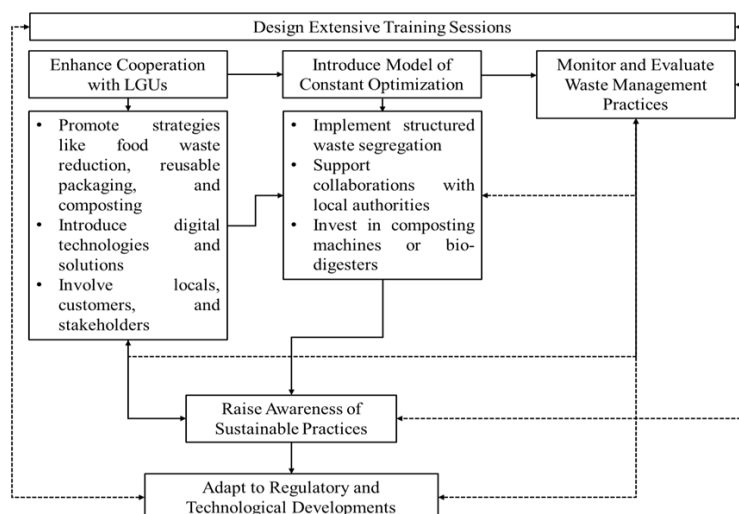 Design Extensive Training Sessions
Enhance Cooperation
with LGUs
Introduce Model of
Constant Optimization
Monitor and Evaluate
Waste Management
Practices
• Promote strategies
like food waste
reduction, reusable
packaging, and
composting
• Introduce digital
technologies and
solutions
• Involve locals,
customers, and
stakeholders
• Implement structured
waste segregation
• Support
collaborations with
local authorities
• Invest in composting
machines or bio-
digesters
Raise Awareness of
Sustainable Practices
Adapt to Regulatory and
Technological Developments